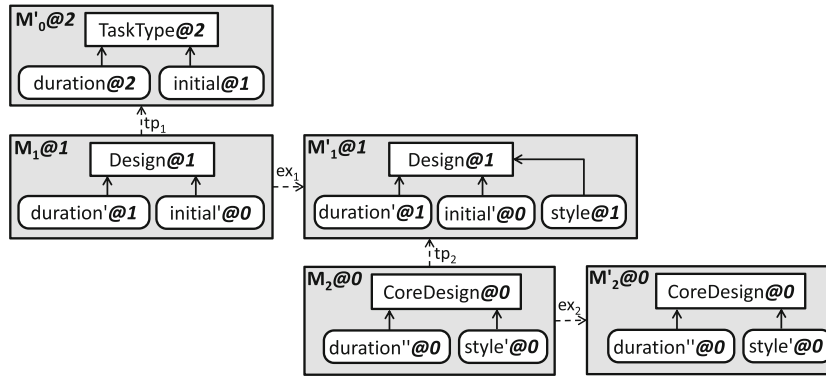 M'0@2
TaskType@2
duration@2
initial@1
tp1
M1@1
Design@1
duration'@1
initial'@0
ex1
M'1@1
Design@1
duration'@1
initial'@0
style@1
tp2
M2@0
CoreDesign@0
duration''@0
style'@0
ex2
M'2@0
CoreDesign@0
duration''@0
style'@0